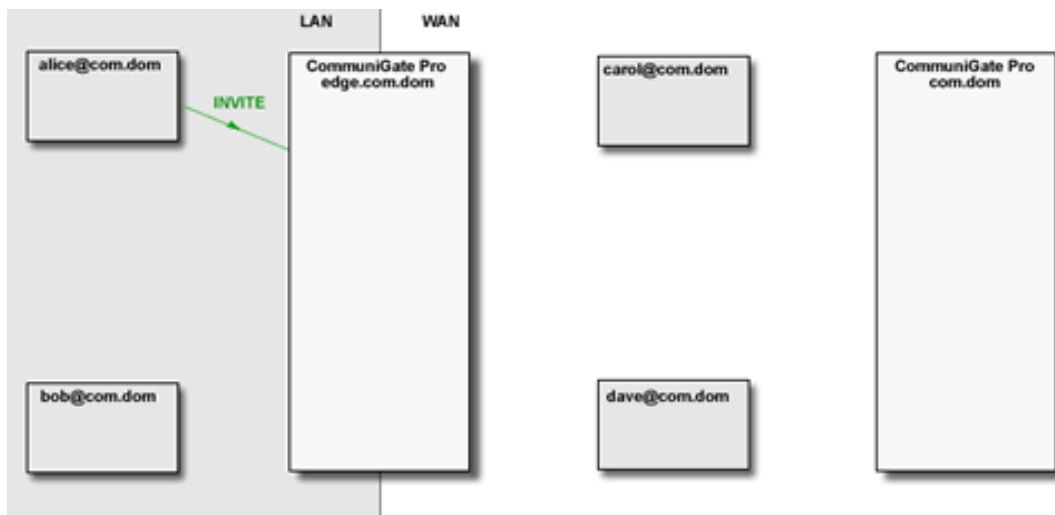 LAN WAN
alice@com.dom
CommuniGate Pro
edge.com.dom
carol@com.dom
CommuniGate Pro
com.dom
INVITE
bob@com.dom
dave@com.dom